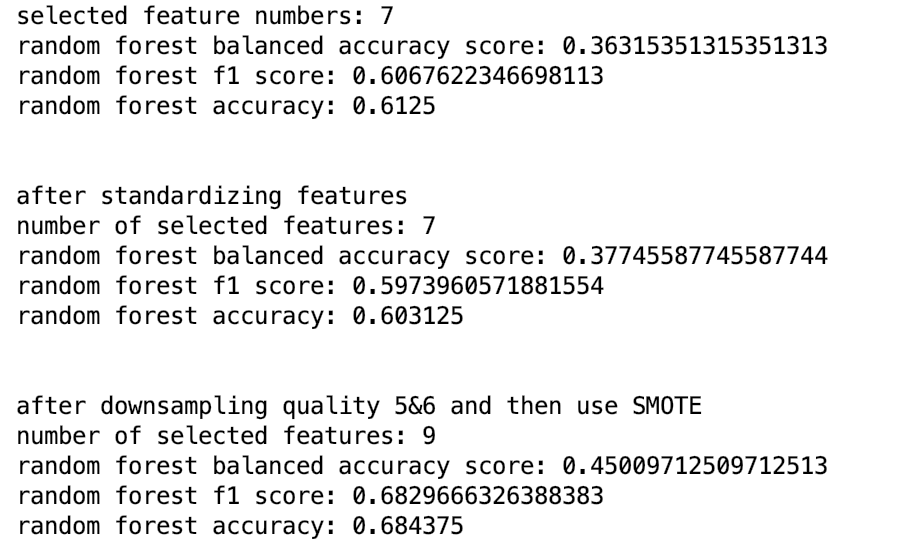 selected feature numbers: 7
random forest balanced accuracy score: 0.36315351315351313
random forest f1 score: 0.6067622346698113
random forest accuracy: 0.6125
after standardizing features
number of selected features: 7
random forest balanced accuracy score: 0.37745587745587744
random forest f1 score: 0.5973960571881554
random forest accuracy: 0.603125
after downsampling quality 5&6 and then use SMOTE
number of selected features: 9
random forest balanced accuracy score: 0.45009712509712513
random forest f1 score: 0.6829666326388383
random forest accuracy: 0.684375